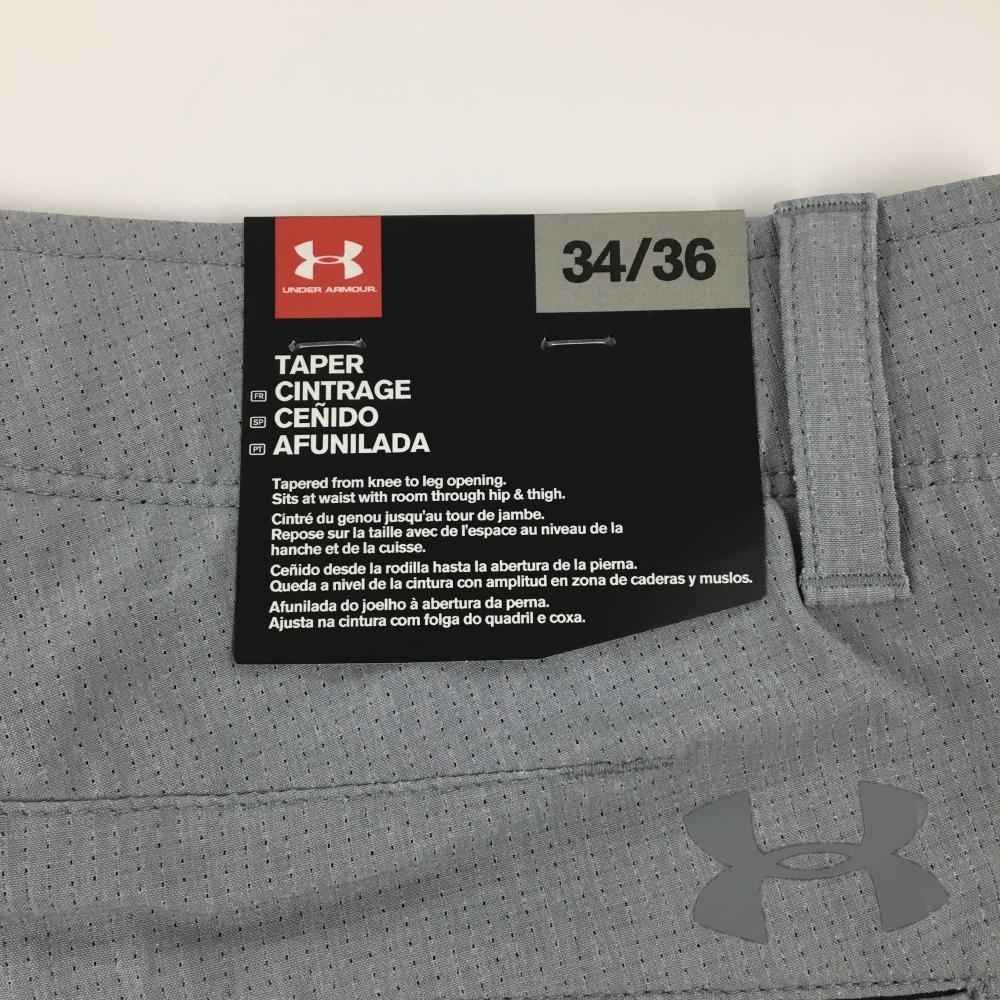 UNDER ARMOUR.
34/36
TAPER
FR CINTRAGE
SP CEÑIDO
PT AFUNILADA
Tapered from knee to leg opening.
Sits at waist with room through hip & thigh.
Cintré du genou jusqu'au tour de jambe.
Repose sur la taille avec de l'espace au niveau de la
hanche et de la cuisse.
Ceñido desde la rodilla hasta la abertura de la pierna.
Queda a nivel de la cintura con amplitud en zona de caderas y muslos.
Afunilada do joelho à abertura da perna.
Ajusta na cintura com folga do quadril e coxa.